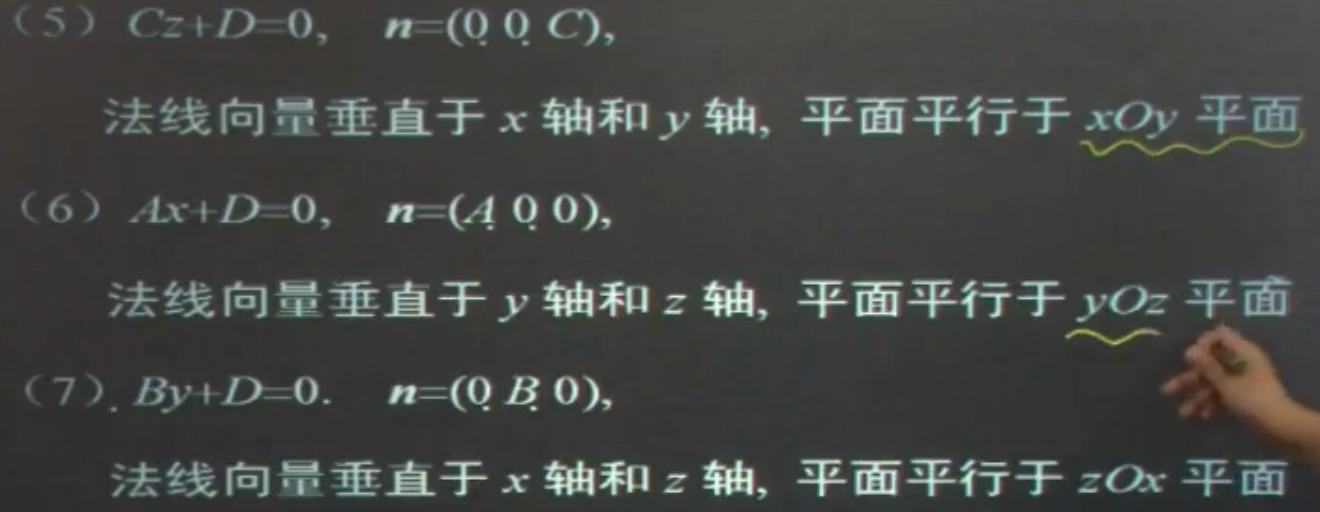 （5） Cz+D=0, n=(0, 0, C),
法线向量垂直于 x 轴和 y 轴, 平面平行于 xOy 平面
（6） Ax+D=0, n=(A, 0, 0),
法线向量垂直于 y 轴和 z 轴, 平面平行于 yOz 平面
（7）. By+D=0. n=(0, B, 0),
法线向量垂直于 x 轴和 z 轴, 平面平行于 zOx 平面